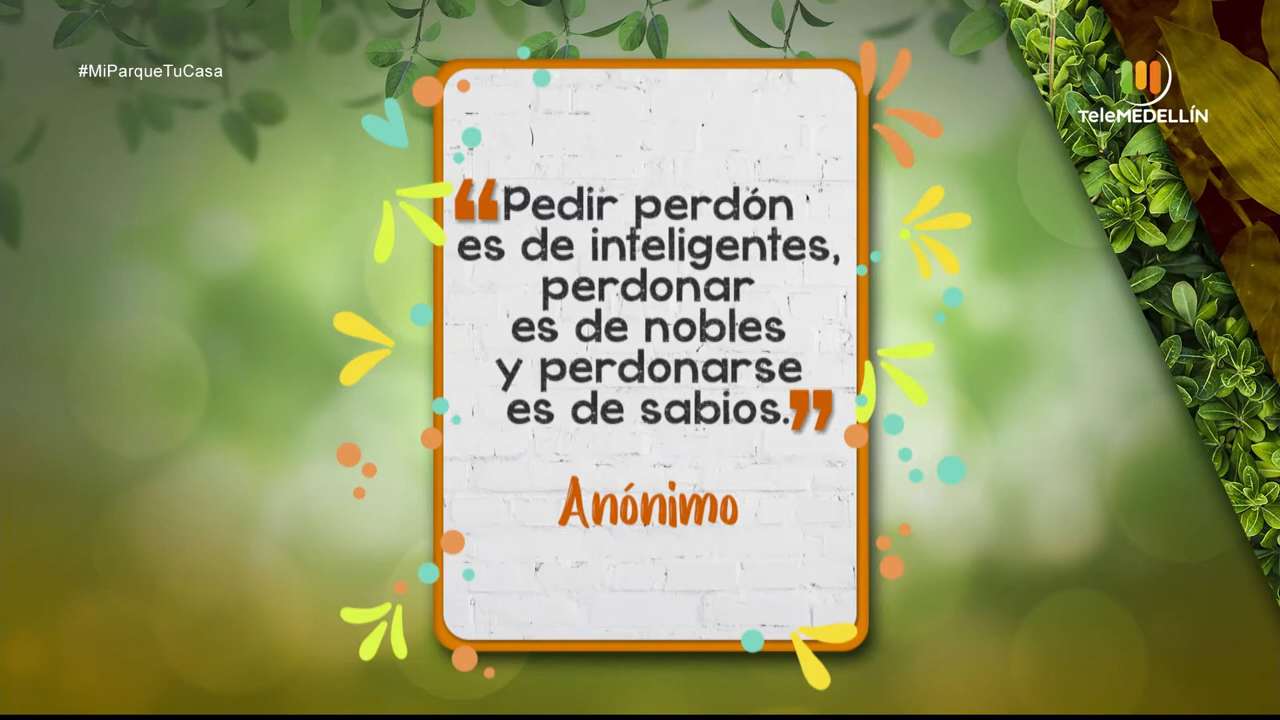 #MiParqueTuCasa
TeleMEDELLÍN
“Pedir perdón
es de inteligentes,
perdonar
es de nobles
y perdonarse
es de sabios.”
Anónimo